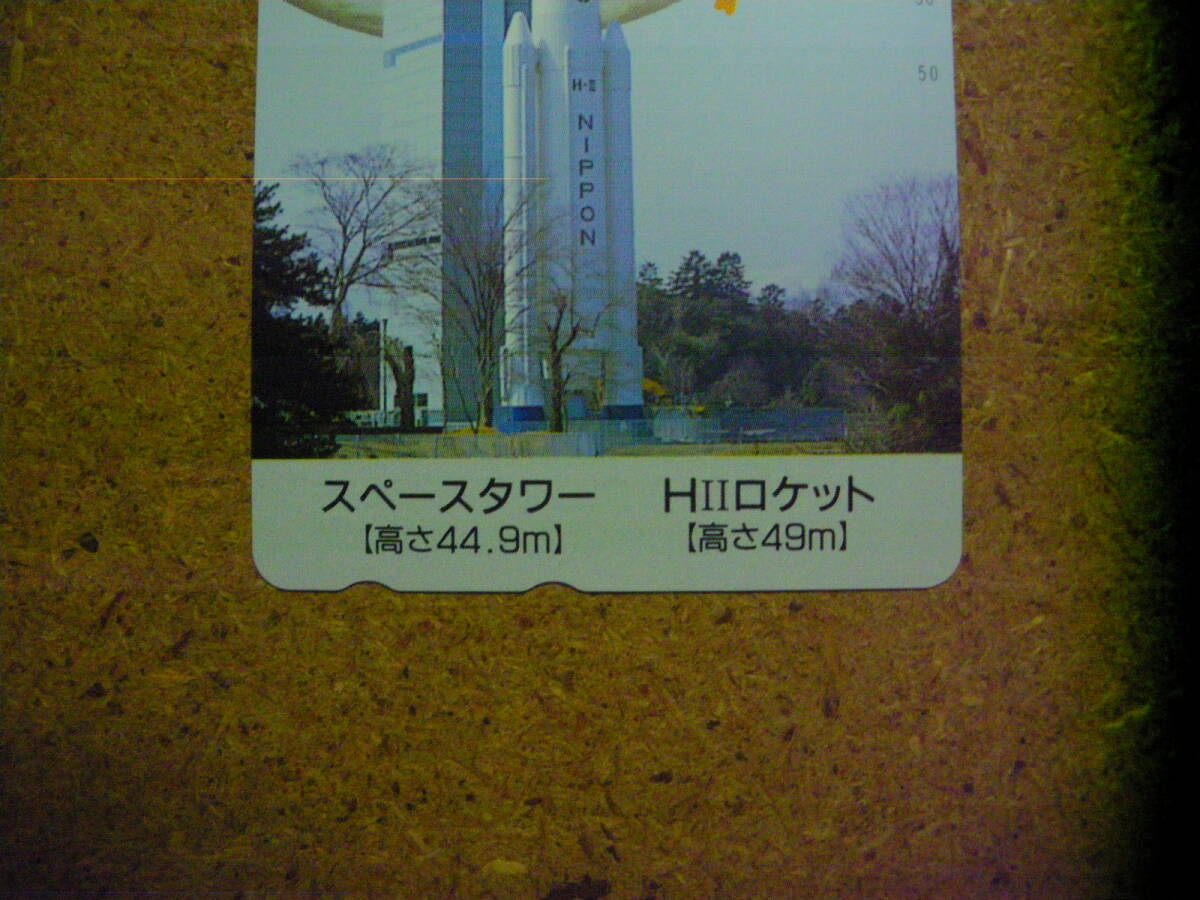 50
H-II
NIPPON
スペースタワー HIIロケット
【高さ44.9m】 【高さ49m】